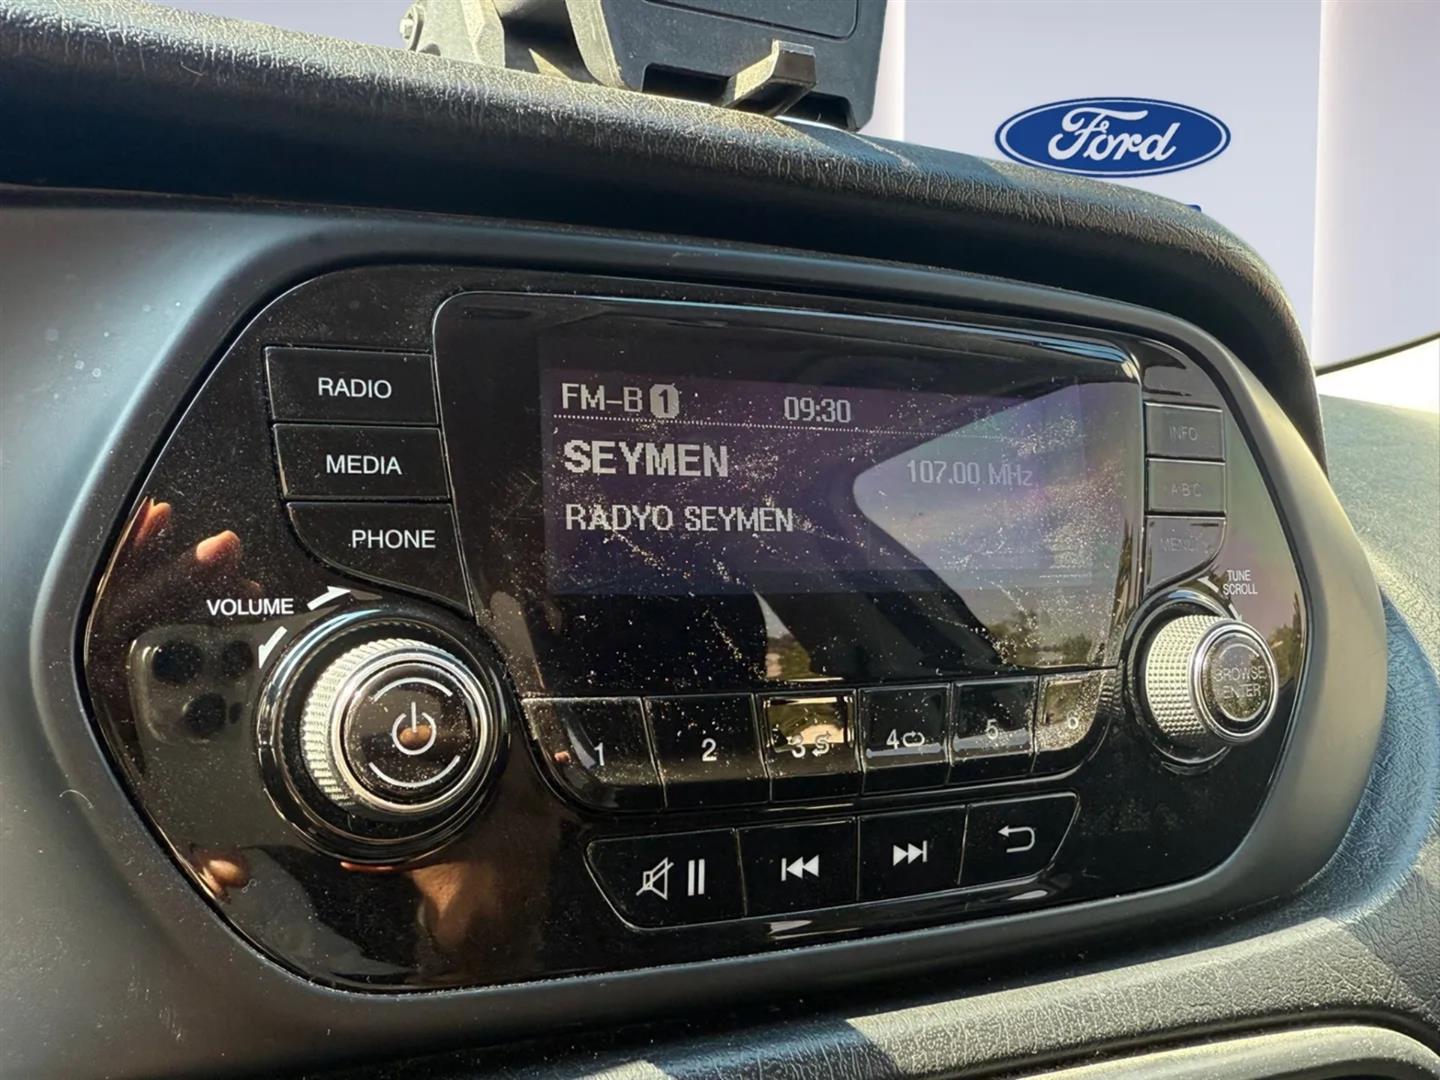 Ford
RADIO
MEDIA
PHONE
VOLUME
FM-B 1
09:30
SEYMEN
107.00 MHz
RADYO SEYMEN
INFO
A·B·C
MENU
TUNE
SCROLL
BROWSE
ENTER
1
2
3
4
5
6